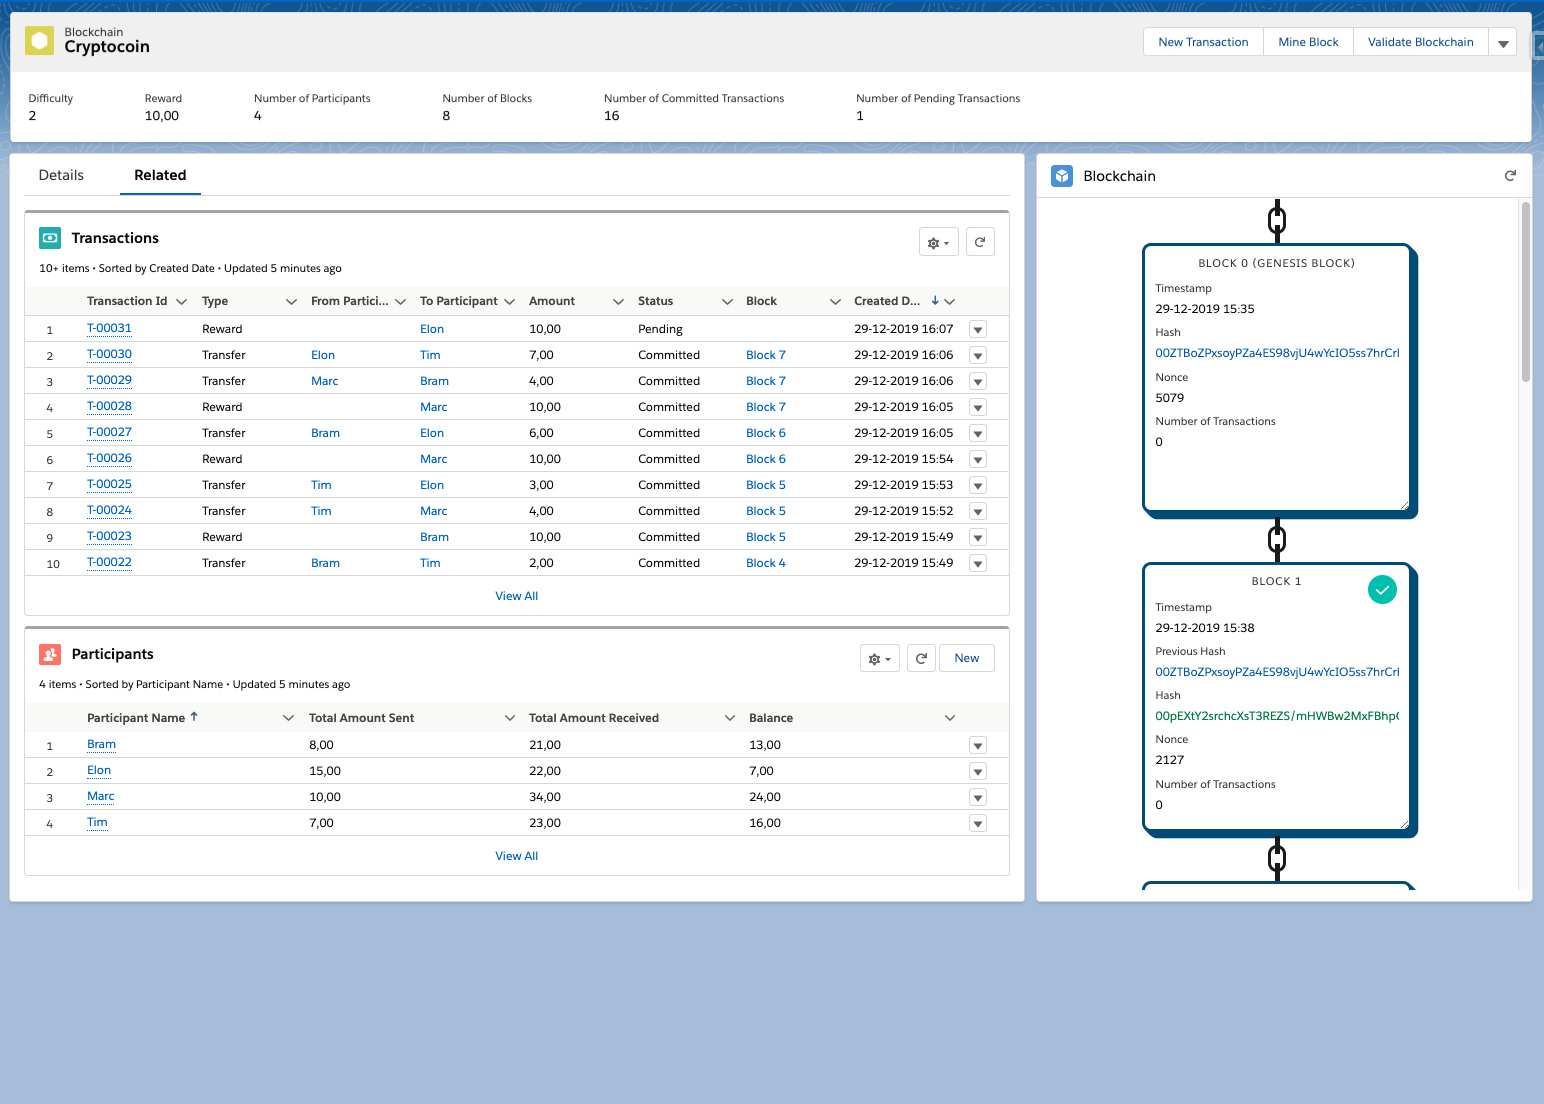 Blockchain
Cryptocoin
New Transaction Mine Block Validate Blockchain
Difficulty Reward Number of Participants Number of Blocks Number of Committed Transactions Number of Pending Transactions
2 10,00 4 8 16 1
Details Related
Transactions
10+ items • Sorted by Created Date • Updated 5 minutes ago
Transaction Id Type From Partici... To Participant Amount Status Block Created D...
1 T-00031 Reward Elon 10,00 Pending 29-12-2019 16:07
2 T-00030 Transfer Elon Tim 7,00 Committed Block 7 29-12-2019 16:06
3 T-00029 Transfer Marc Bram 4,00 Committed Block 7 29-12-2019 16:06
4 T-00028 Reward Marc 10,00 Committed Block 7 29-12-2019 16:05
5 T-00027 Transfer Bram Elon 6,00 Committed Block 6 29-12-2019 16:05
6 T-00026 Reward Marc 10,00 Committed Block 6 29-12-2019 15:54
7 T-00025 Transfer Tim Elon 3,00 Committed Block 5 29-12-2019 15:53
8 T-00024 Transfer Tim Marc 4,00 Committed Block 5 29-12-2019 15:52
9 T-00023 Reward Bram 10,00 Committed Block 5 29-12-2019 15:49
10 T-00022 Transfer Bram Tim 2,00 Committed Block 4 29-12-2019 15:49
View All
Participants
New
4 items • Sorted by Participant Name • Updated 5 minutes ago
Participant Name Total Amount Sent Total Amount Received Balance
1 Bram 8,00 21,00 13,00
2 Elon 15,00 22,00 7,00
3 Marc 10,00 34,00 24,00
4 Tim 7,00 23,00 16,00
View All
Blockchain
BLOCK 0 (GENESIS BLOCK)
Timestamp
29-12-2019 15:35
Hash
00ZTBoZPxsoyPZa4ES98vjU4wYcIO5ss7hrCrl
Nonce
5079
Number of Transactions
0
BLOCK 1
Timestamp
29-12-2019 15:38
Previous Hash
00ZTBoZPxsoyPZa4ES98vjU4wYcIO5ss7hrCrl
Hash
00pEXtY2srchcXsT3REZS/mHWBw2MxFBhpC
Nonce
2127
Number of Transactions
0